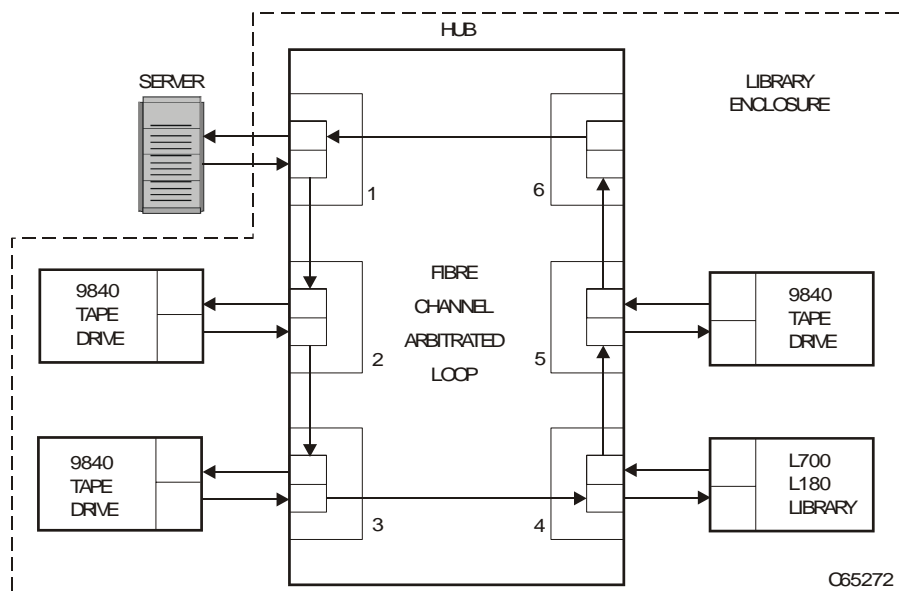 HUB
SERVER
LIBRARY
ENCLOSURE
1
6
9840
TAPE
DRIVE
2
FIBRE
CHANNEL
ARBITRATED
LOOP
5
9840
TAPE
DRIVE
9840
TAPE
DRIVE
3
4
L700
L180
LIBRARY
C65272